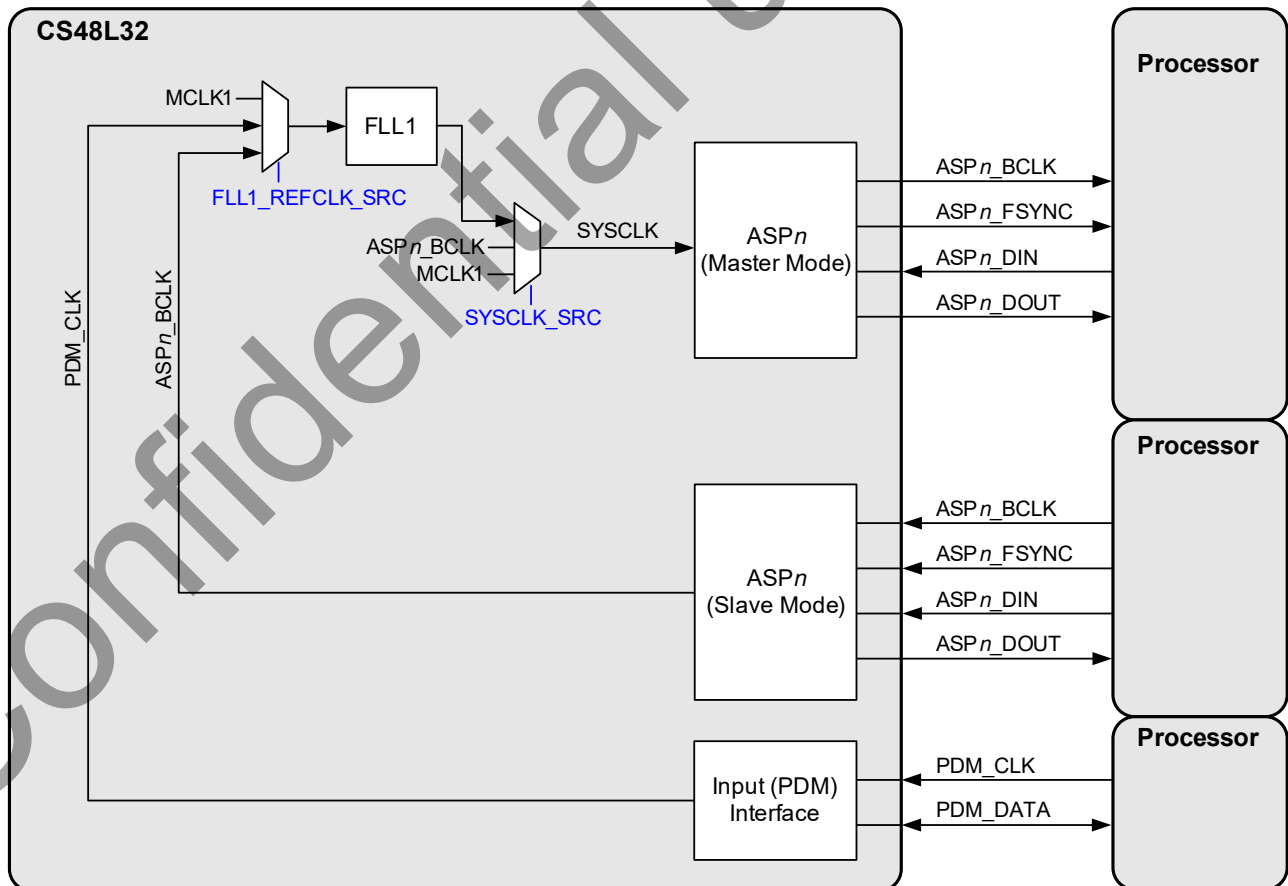 CS48L32
Processor
MCLK1
FLL1
FLL1_REFCLK_SRC
ASPn_BCLK
MCLK1
SYSCLK_SRC
SYSCLK
ASPn
(Master Mode)
ASPn_BCLK
ASPn_FSYNC
ASPn_DIN
ASPn_DOUT
PDM_CLK
ASPn_BCLK
Processor
ASPn
(Slave Mode)
ASPn_BCLK
ASPn_FSYNC
ASPn_DIN
ASPn_DOUT
Processor
Input (PDM)
Interface
PDM_CLK
PDM_DATA
Confidential